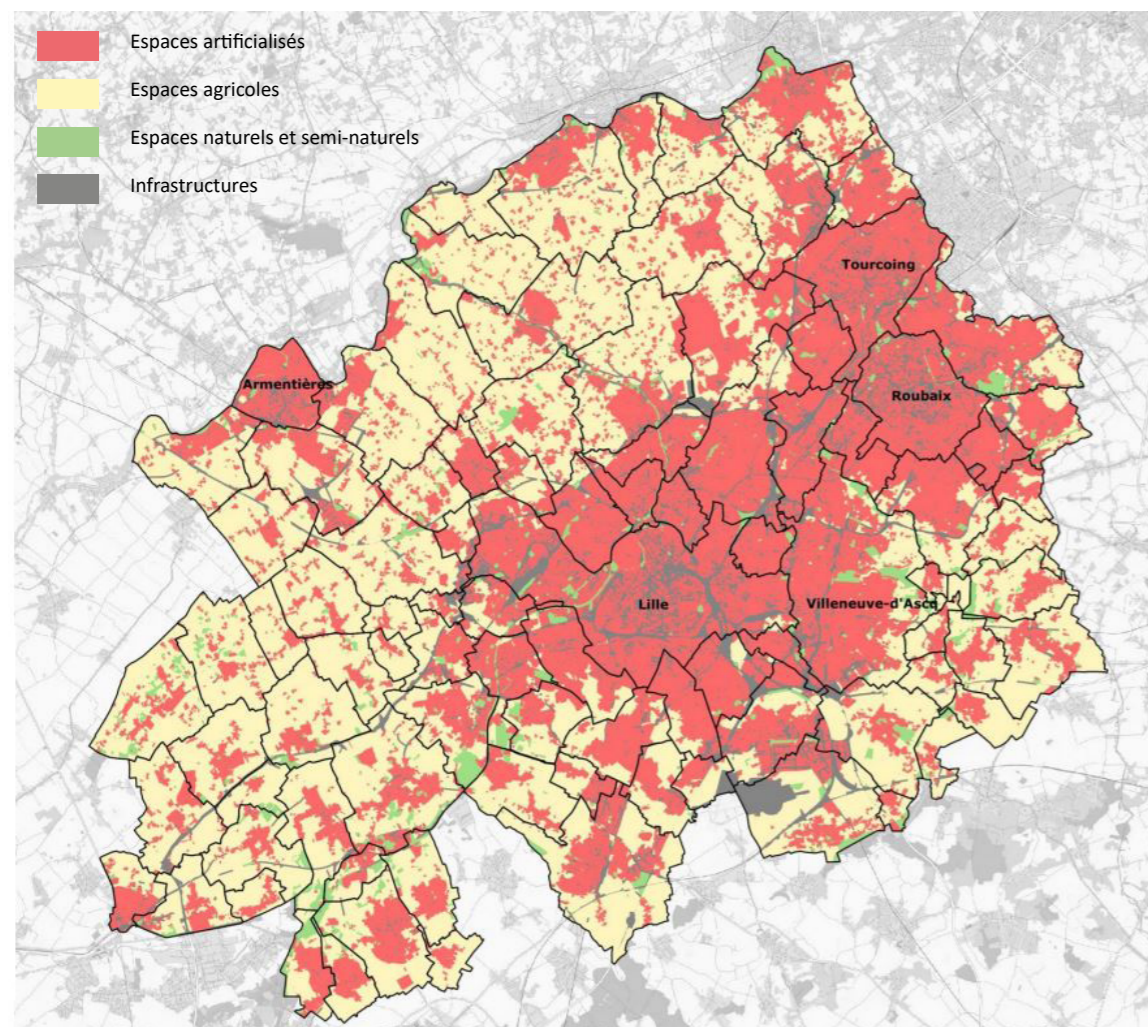 Espaces artificialisés
Espaces agricoles
Espaces naturels et semi-naturels
Infrastructures
Tourcoing
Armentières
Roubaix
Lille
Villeneuve-d'Ascq